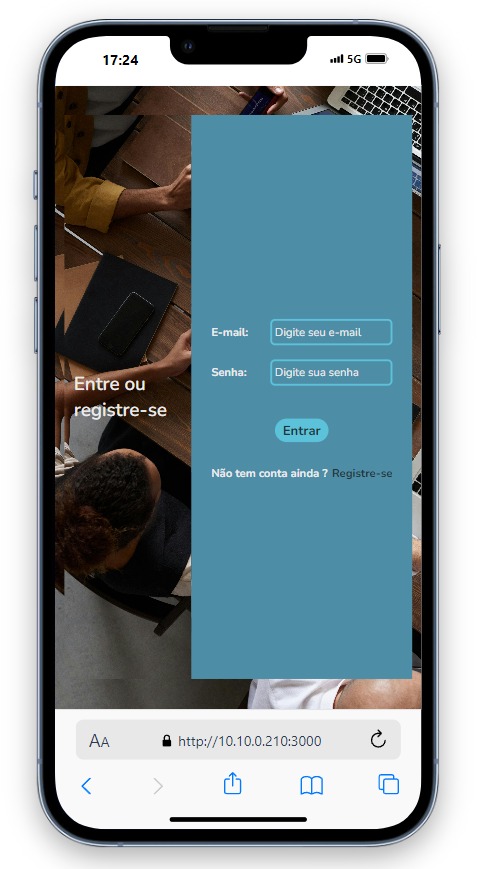 17:24
5G
E-mail:
Digite seu e-mail
Senha:
Digite sua senha
Entre ou
registre-se
Entrar
Não tem conta ainda ? Registre-se
AA
http://10.10.0.210:3000